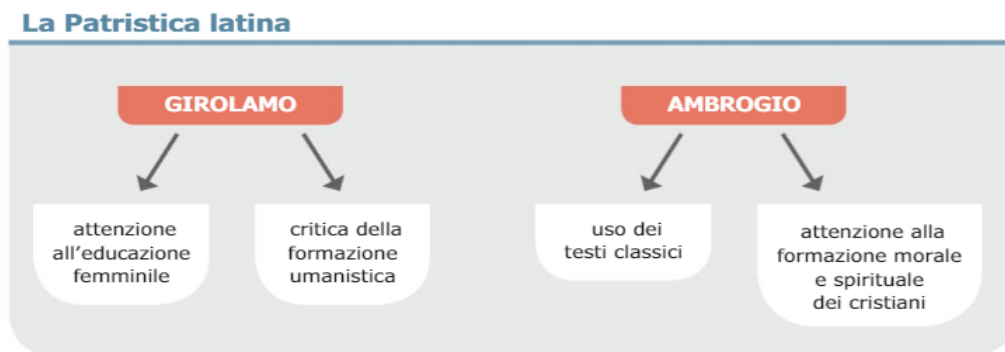 La Patristica latina
GIROLAMO
attenzione
all'educazione
femminile
critica della
formazione
umanistica
AMBROGIO
uso dei
testi classici
attenzione alla
formazione morale
e spirituale
dei cristiani